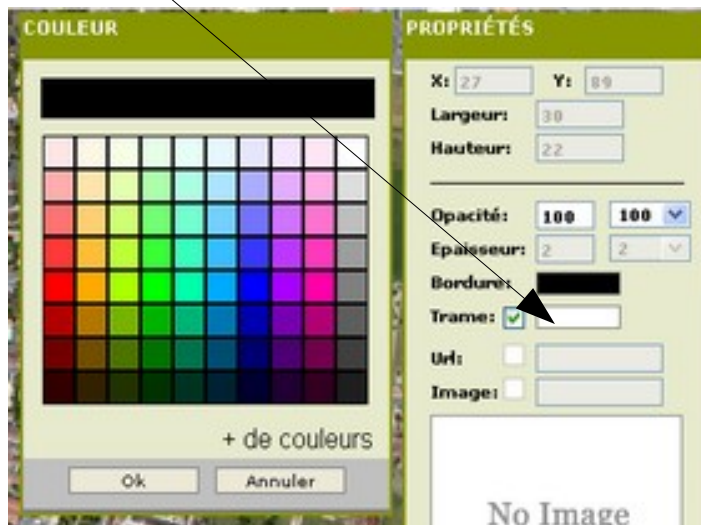 COULEUR
+ de couleurs
Ok Annuler
PROPRIÉTÉS
X: 27 Y: 89
Largeur: 30
Hauteur: 22
Opacité: 100 100
Epaisseur: 2 2
Bordure:
Trame:
Url:
Image:
No Image